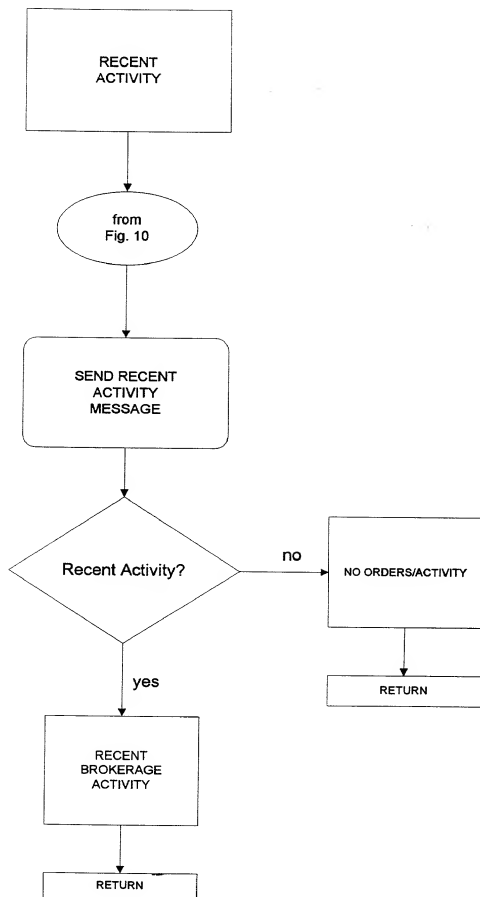 RECENT
ACTIVITY
from
Fig. 10
SEND RECENT
ACTIVITY
MESSAGE
Recent Activity?
no
NO ORDERS/ACTIVITY
yes
RETURN
RECENT
BROKERAGE
ACTIVITY
RETURN